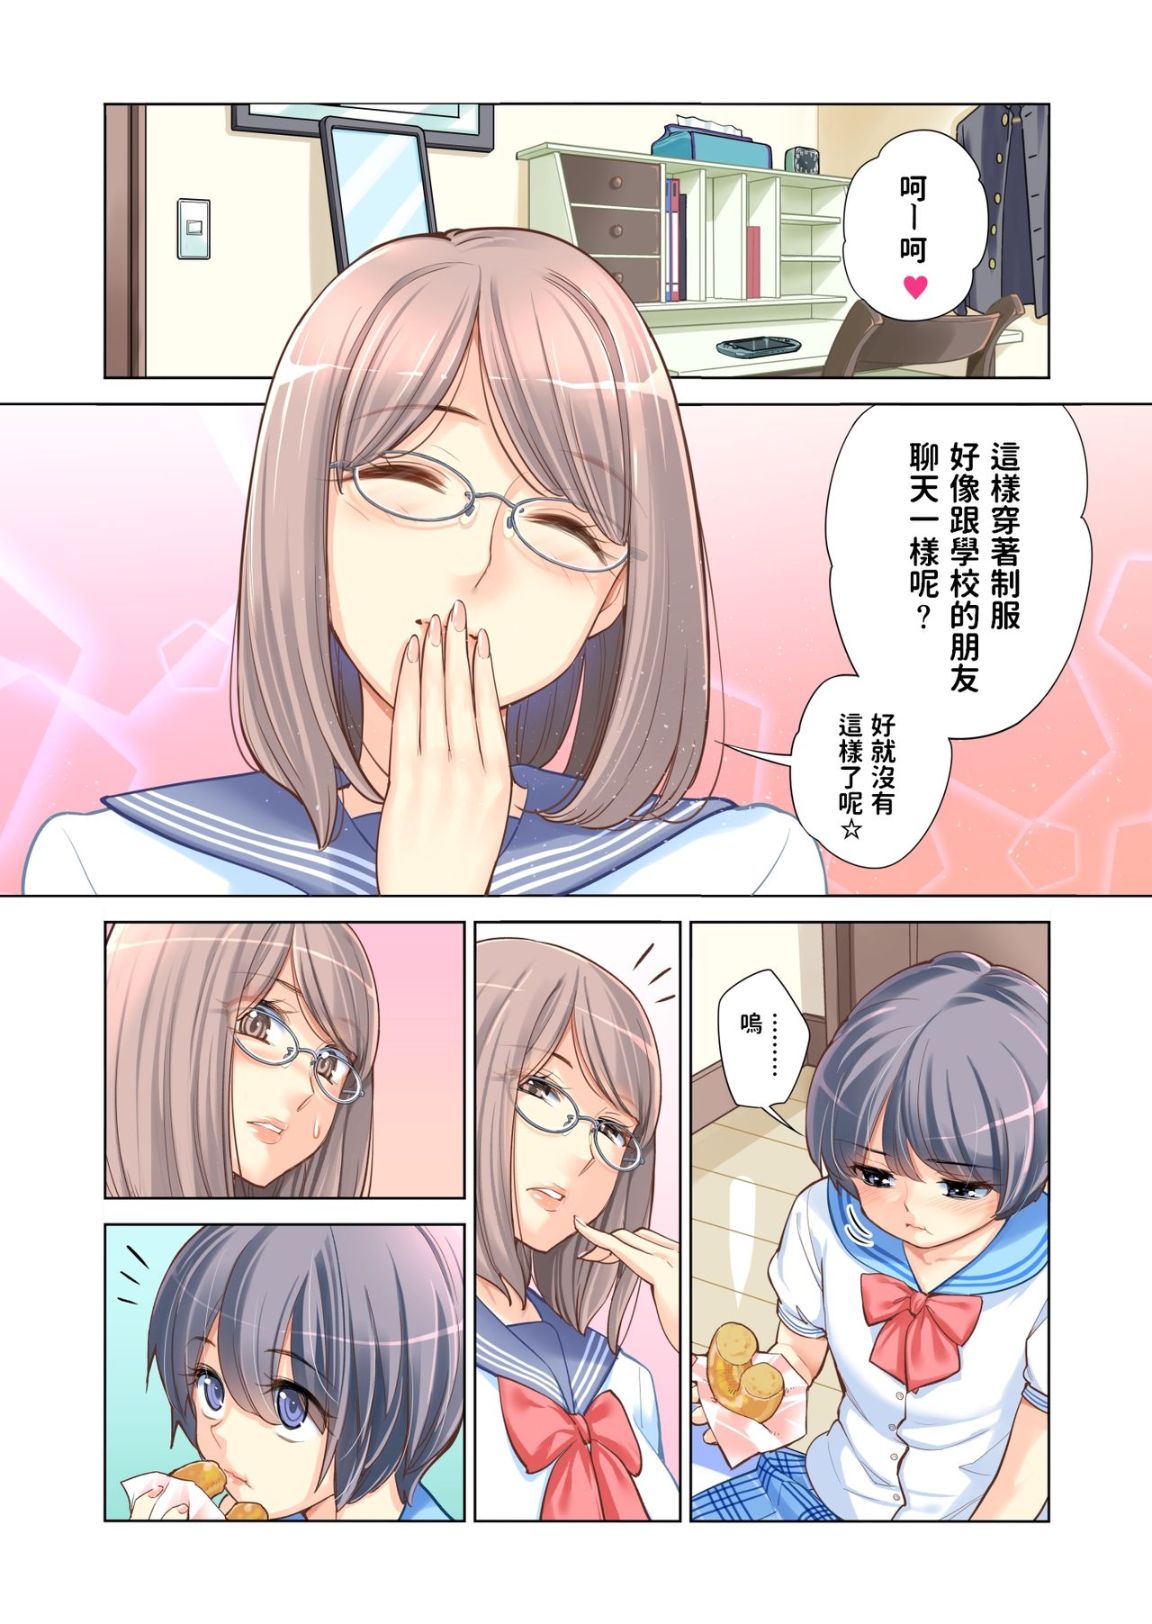 呵ー呵♥
這樣穿著制服
好像跟學校的朋友
聊天一樣呢？
好就沒有
這樣了呢☆
嗚………